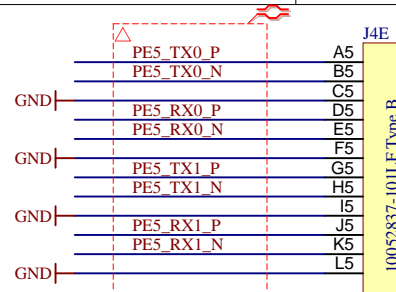 J4E
PE5_TX0_P A5
PE5_TX0_N B5
GND C5
PE5_RX0_P D5
PE5_RX0_N E5
GND F5
PE5_TX1_P G5
PE5_TX1_N H5
GND I5
PE5_RX1_P J5
PE5_RX1_N K5
GND L5
10052837-101LF Type B